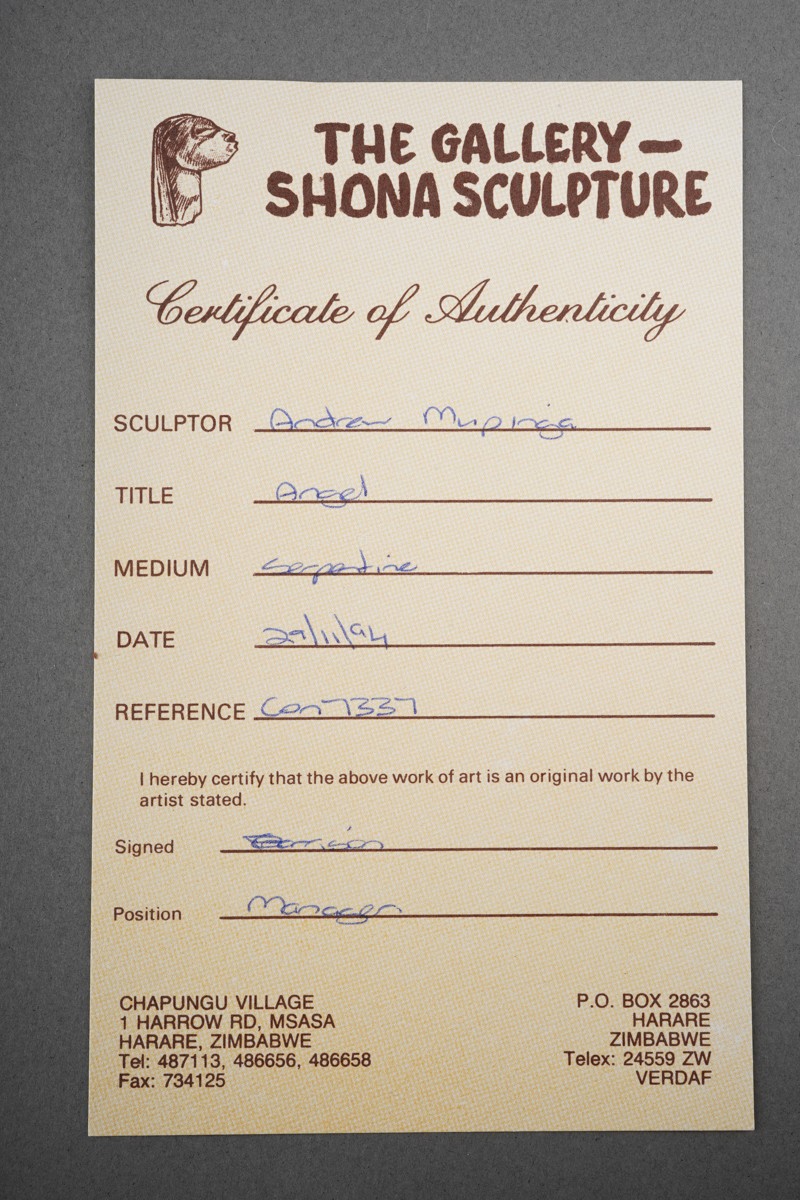 THE GALLERY —
SHONA SCULPTURE
Certificate of Authenticity
SCULPTOR Andrew Mupinga
TITLE Angel
MEDIUM serpentine
DATE 29/11/94
REFERENCE Con7337
I hereby certify that the above work of art is an original work by the
artist stated.
Signed
Position Manager
CHAPUNGU VILLAGE
1 HARROW RD, MSASA
HARARE, ZIMBABWE
Tel: 487113, 486656, 486658
Fax: 734125
P.O. BOX 2863
HARARE
ZIMBABWE
Telex: 24559 ZW
VERDAF